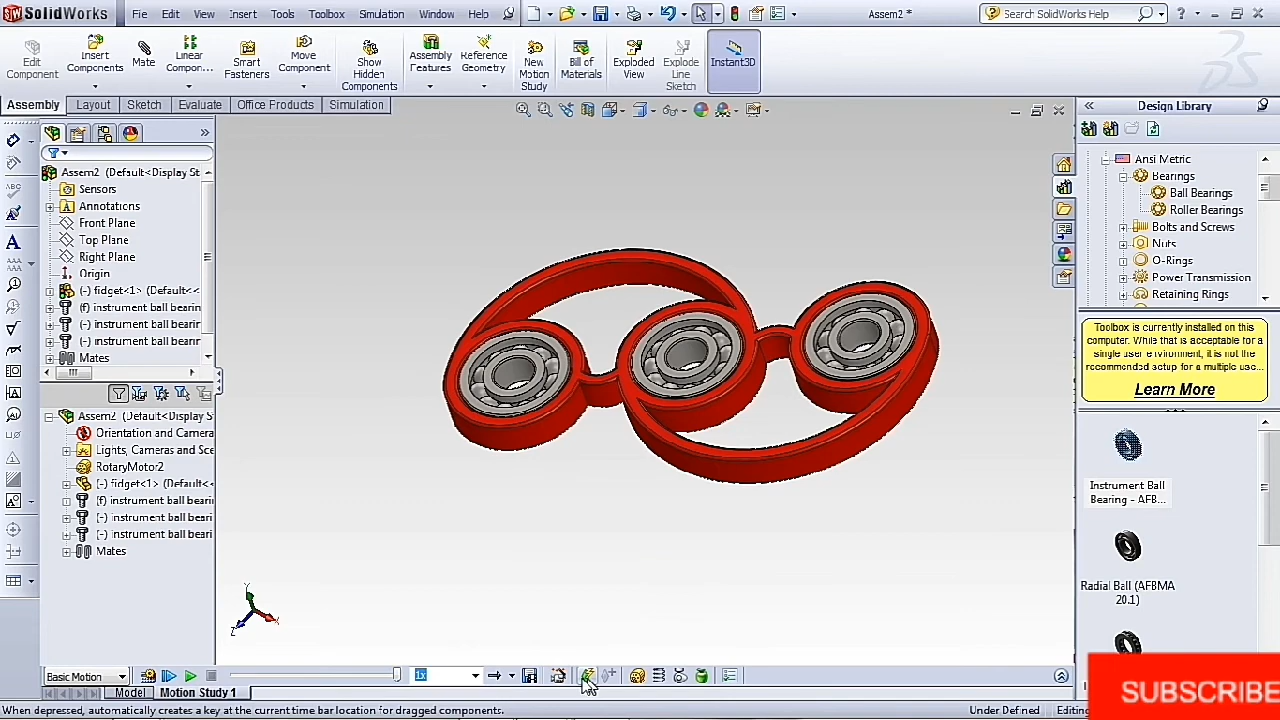 SolidWorks
File Edit View Insert Tools Toolbox Simulation Window Help
Assem2 *
Search SolidWorks Help
Edit Component
Insert Components
Mate
Linear Compon...
Smart Fasteners
Move Component
Show Hidden Components
Assembly Features
Reference Geometry
New Motion Study
Bill of Materials
Exploded View
Explode Line Sketch
Instant3D
Assembly Layout Sketch Evaluate Office Products Simulation
Assem2 (Default<Display St
Sensors
Annotations
Front Plane
Top Plane
Right Plane
Origin
(-) fidget<1> (Default<<
(f) instrument ball bearin
(-) instrument ball bearin
(-) instrument ball bearin
Mates
Assem2 (Default<Display S
Orientation and Camera
Lights, Cameras and Sce
RotaryMotor2
(-) fidget<1> (Default<
(f) instrument ball beari
(-) instrument ball beari
(-) instrument ball beari
Mates
Y
Z
Design Library
Ansi Metric
Bearings
Ball Bearings
Roller Bearings
Bolts and Screws
Nuts
O-Rings
Power Transmission
Retaining Rings
Toolbox is currently installed on this
computer. While that is acceptable for a
single user environment, it is not the
recommended setup for a multiple use...
Learn More
Instrument Ball
Bearing - AFB...
Radial Ball (AFBMA
20.1)
Basic Motion
1x
Model Motion Study 1
When depressed, automatically creates a key at the current time bar location for dragged components.
Under Defined
Editing
SUBSCRIBE